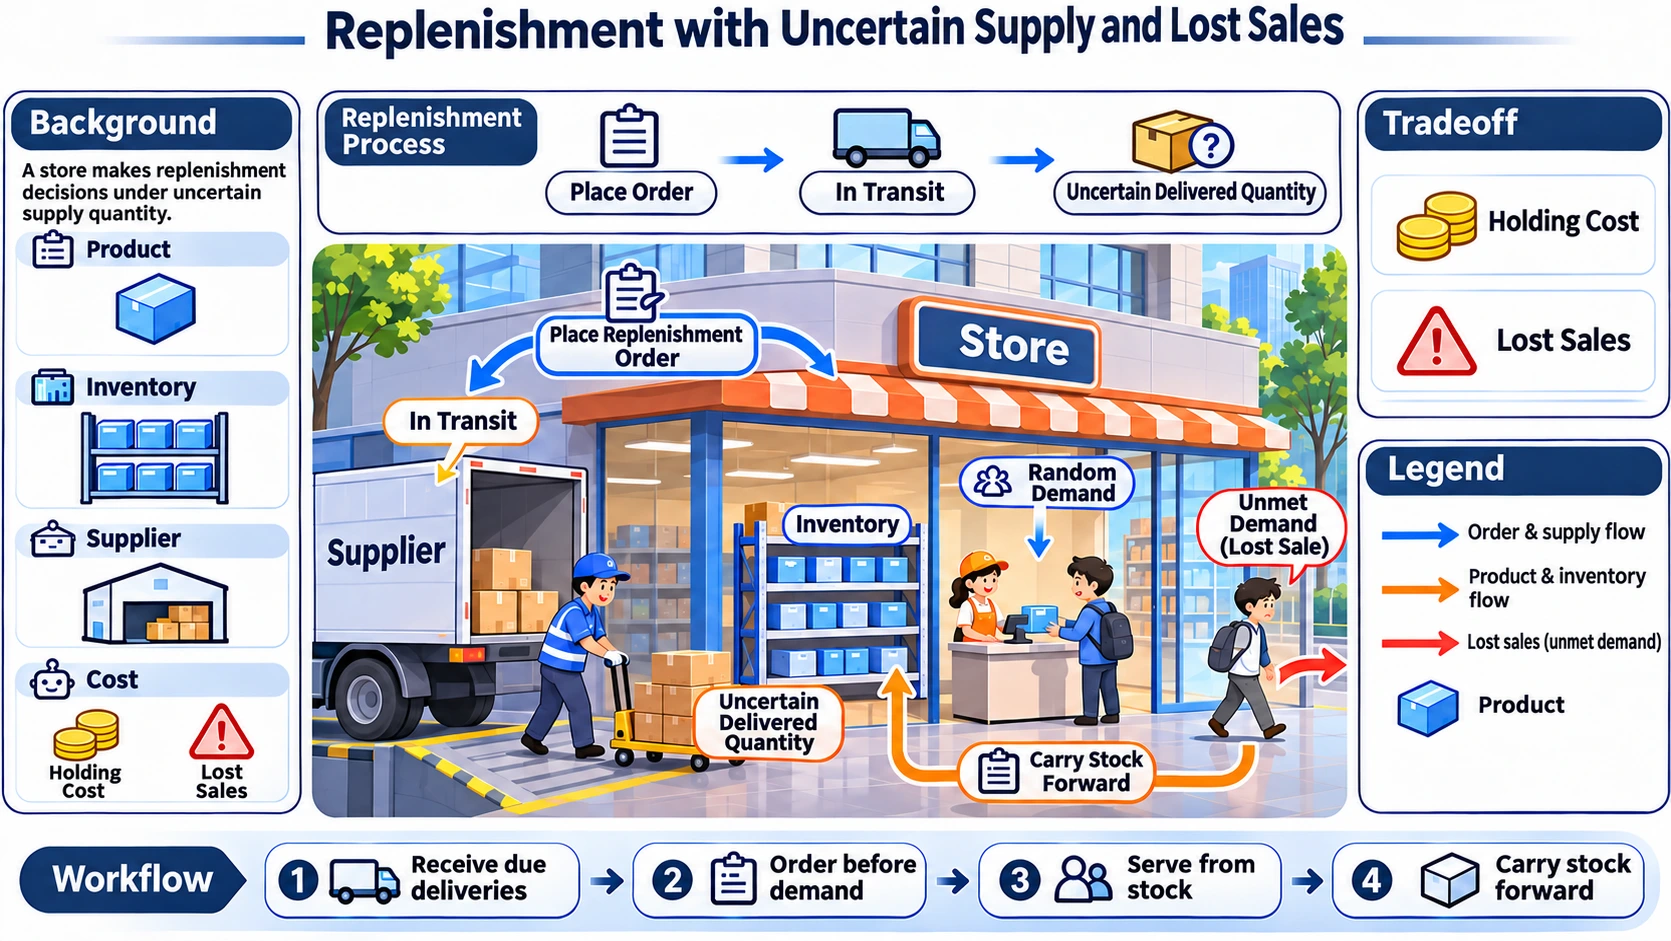 Replenishment with Uncertain Supply and Lost Sales
Background
A store makes replenishment
decisions under uncertain
supply quantity.
Product
Inventory
Supplier
Cost
Holding
Cost
Lost
Sales
Replenishment
Process
Place Order
In Transit
Uncertain Delivered Quantity
?
Place Replenishment
Order
Store
In Transit
Supplier
Inventory
Random
Demand
Unmet
Demand
(Lost Sale)
Uncertain
Delivered
Quantity
Carry Stock
Forward
Tradeoff
Holding Cost
Lost Sales
Legend
Order & supply flow
Product & inventory
flow
Lost sales (unmet demand)
Product
Workflow
1
Receive due
deliveries
2
Order before
demand
3
Serve from
stock
4
Carry stock
forward